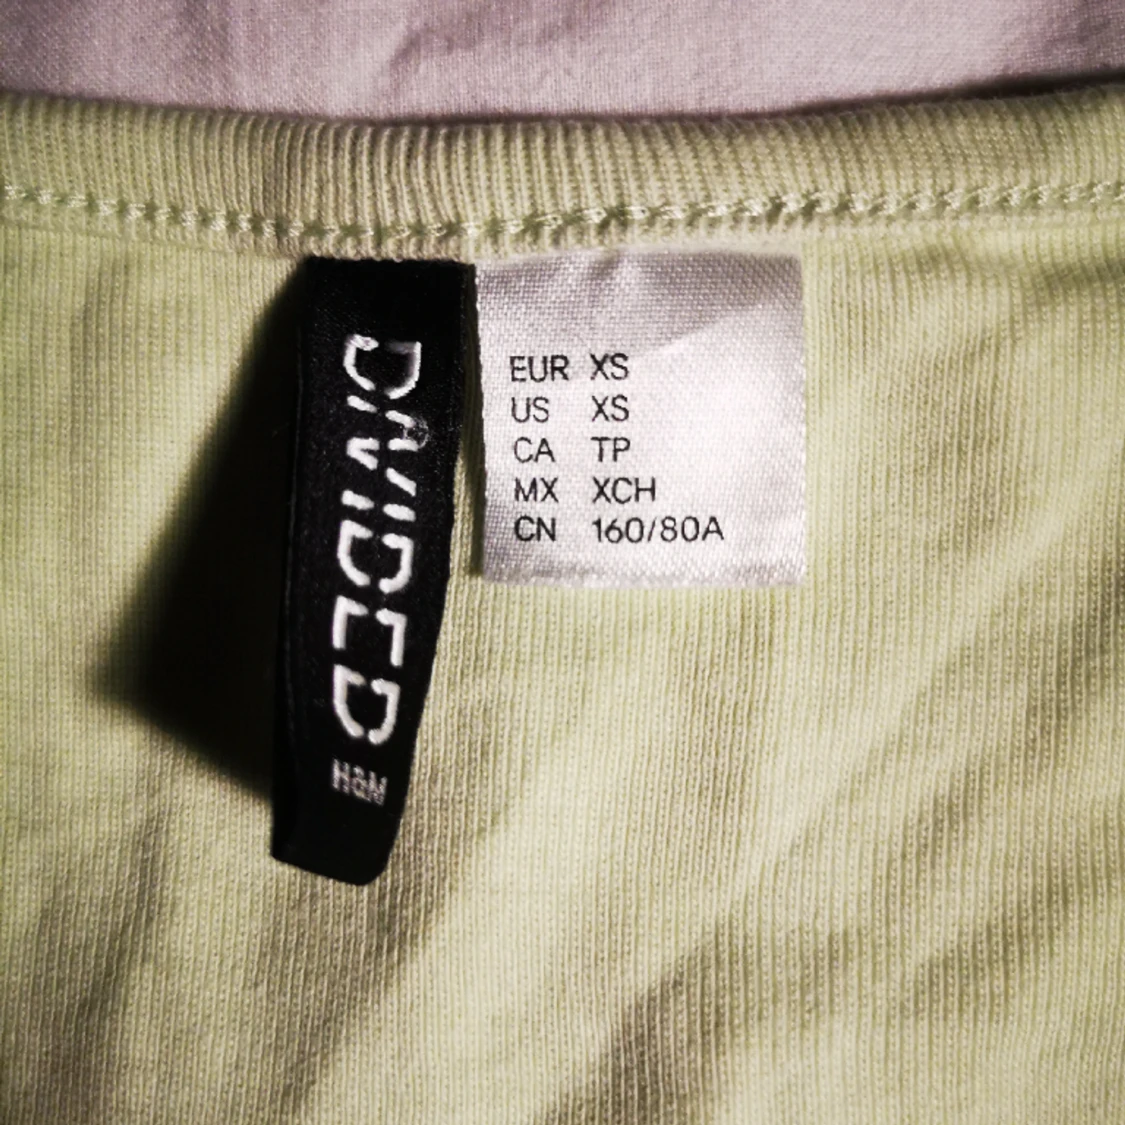 DIVIDED
H&M
EUR XS
US XS
CA TP
MX XCH
CN 160/80A